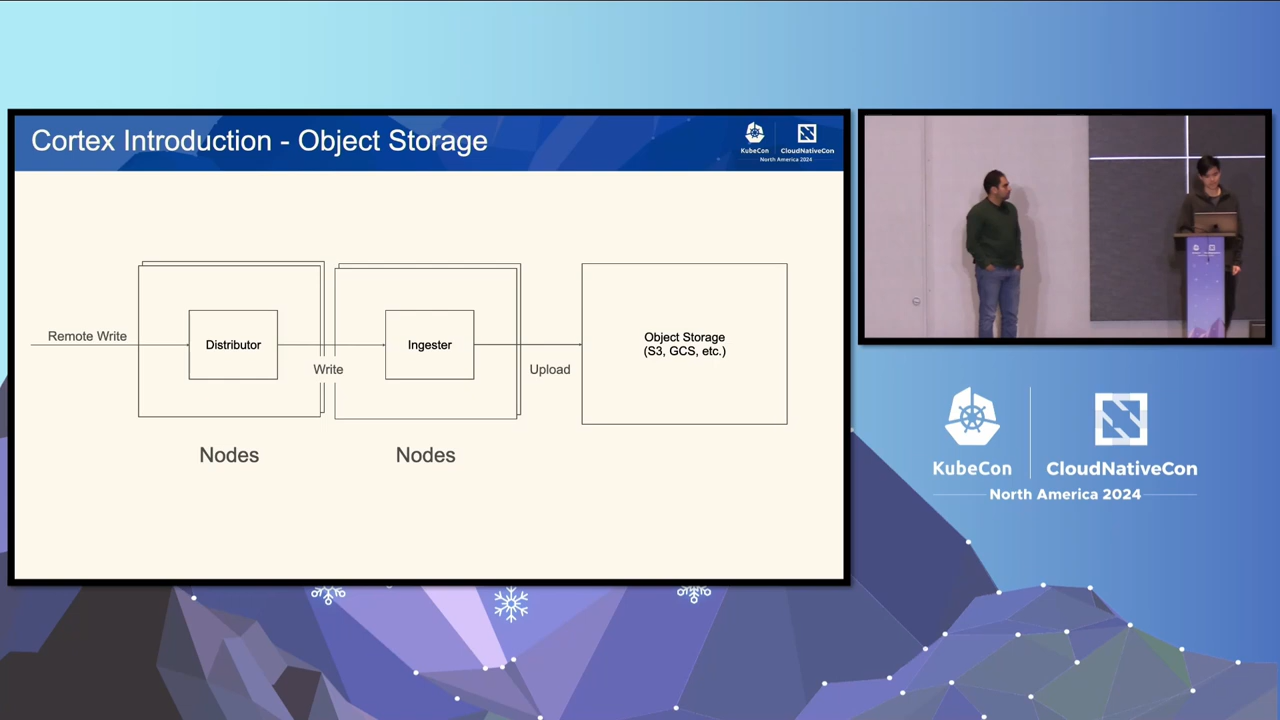 Cortex Introduction - Object Storage
KubeCon
CloudNativeCon
North America 2024
Remote Write
Distributor
Write
Ingester
Upload
Object Storage
(S3, GCS, etc.)
Nodes
Nodes
KubeCon
CloudNativeCon
North America 2024